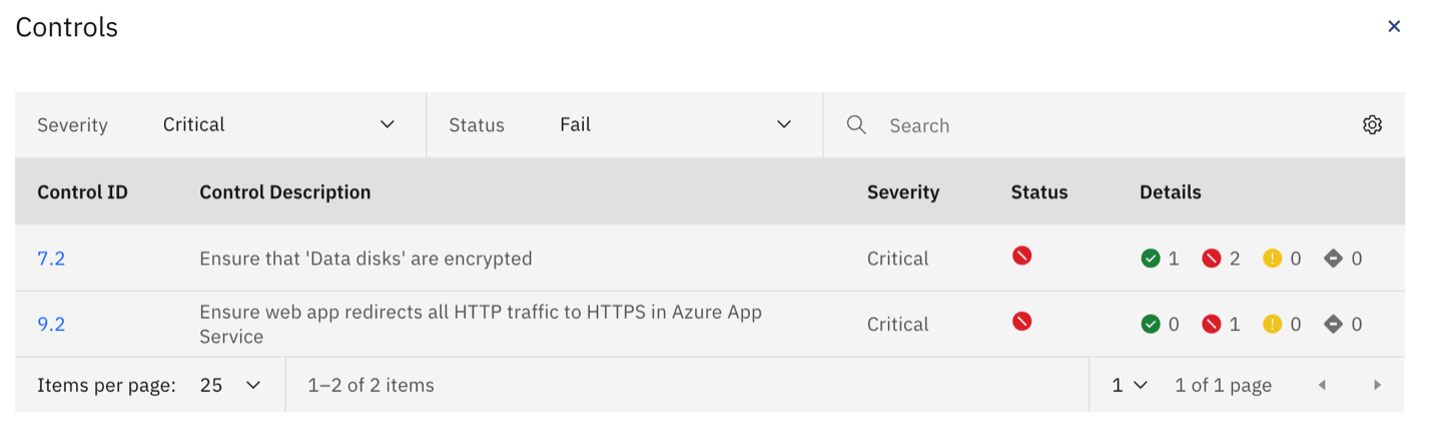 Controls
Severity Critical Status Fail Search
Control ID Control Description Severity Status Details
7.2 Ensure that 'Data disks' are encrypted Critical 1 2 0 0
Ensure web app redirects all HTTP traffic to HTTPS in Azure App
9.2 Critical 0 1 0 0
Service
Items per page: 25 1–2 of 2 items 1 1 of 1 page